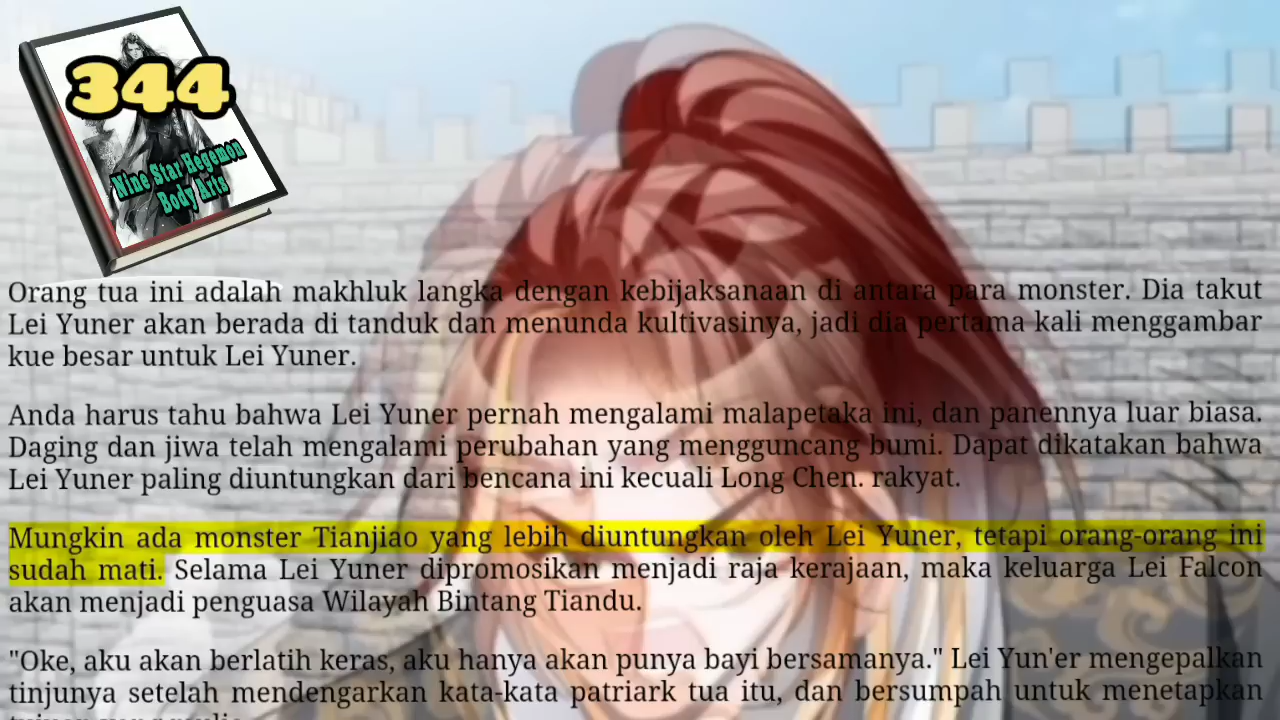 344
Nine Star Hegemon
Body Arts
Orang tua ini adalah makhluk langka dengan kebijaksanaan di antara para monster. Dia takut
Lei Yuner akan berada di tanduk dan menunda kultivasinya, jadi dia pertama kali menggambar
kue besar untuk Lei Yuner.
Anda harus tahu bahwa Lei Yuner pernah mengalami malapetaka ini, dan panennya luar biasa.
Daging dan jiwa telah mengalami perubahan yang mengguncang bumi. Dapat dikatakan bahwa
Lei Yuner paling diuntungkan dari bencana ini kecuali Long Chen. rakyat.
Mungkin ada monster Tianjiao yang lebih diuntungkan oleh Lei Yuner, tetapi orang-orang ini
sudah mati. Selama Lei Yuner dipromosikan menjadi raja kerajaan, maka keluarga Lei Falcon
akan menjadi penguasa Wilayah Bintang Tiandu.
"Oke, aku akan berlatih keras, aku hanya akan punya bayi bersamanya." Lei Yun'er mengepalkan
tinjunya setelah mendengarkan kata-kata patriark tua itu, dan bersumpah untuk menetapkan